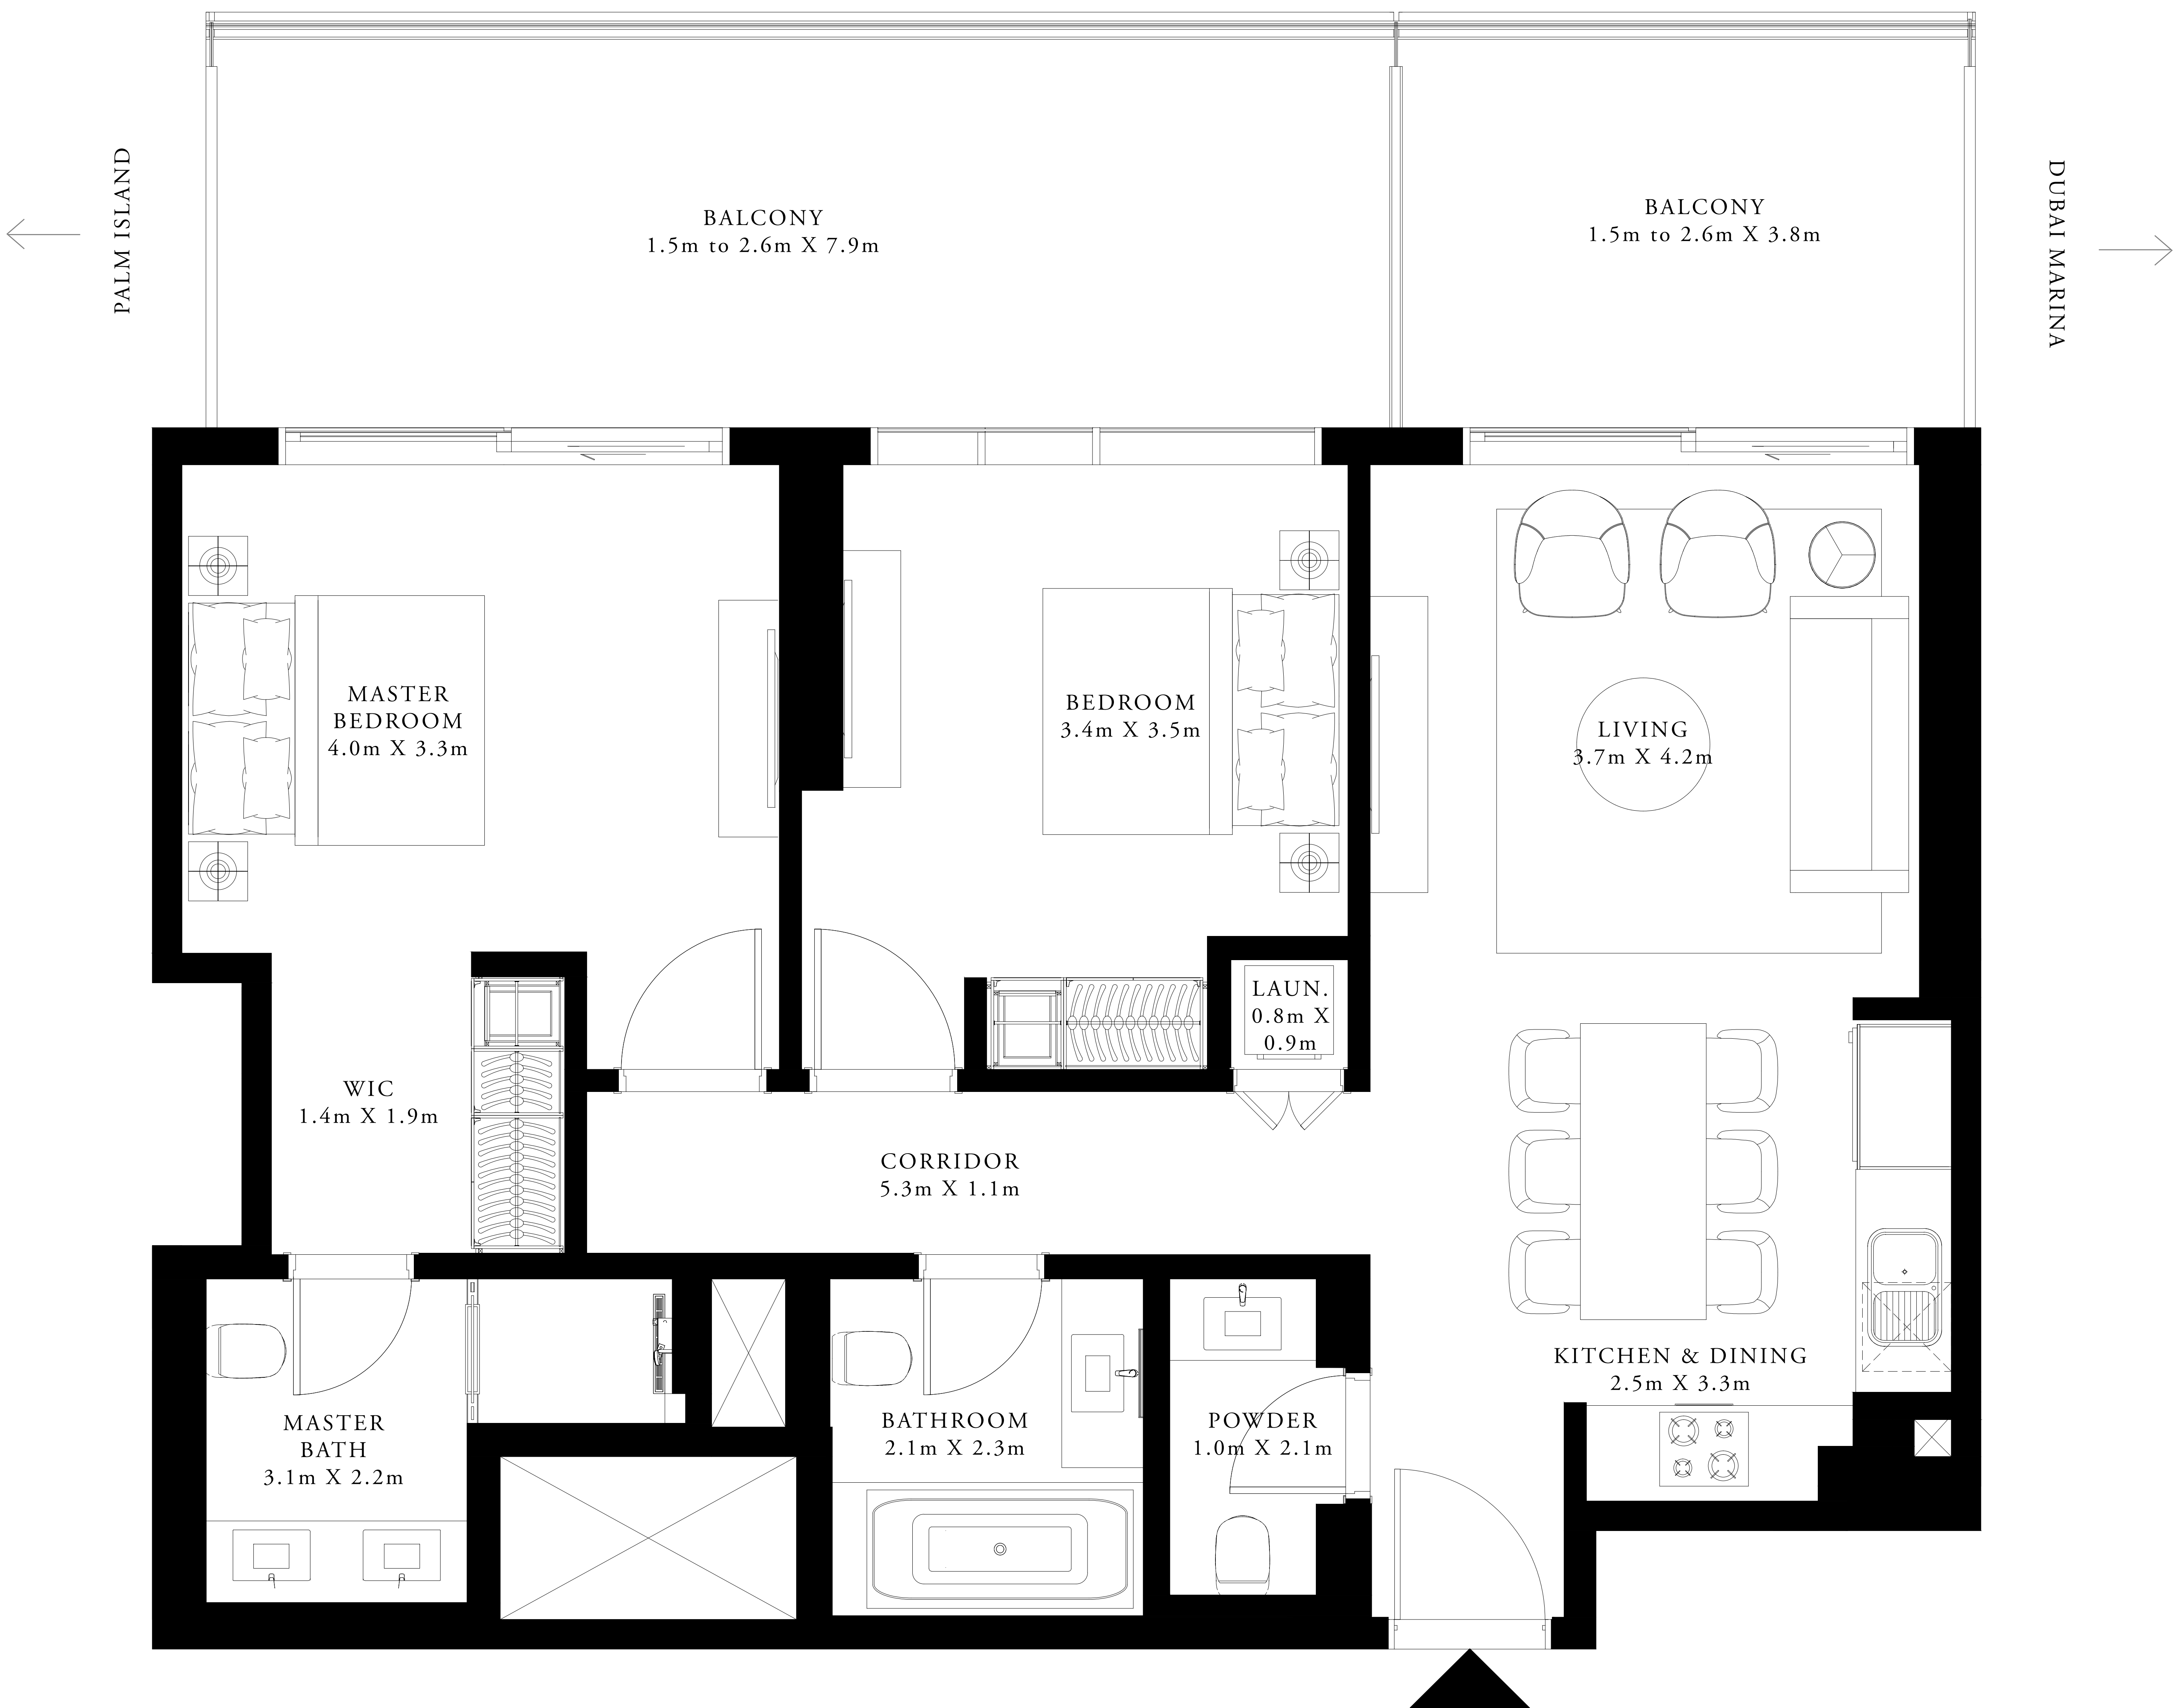 PALM ISLAND
BALCONY
1.5m to 2.6m X 7.9m
BALCONY
1.5m to 2.6m X 3.8m
DUBAI MARINA
MASTER
BEDROOM
4.0m X 3.3m
BEDROOM
3.4m X 3.5m
LIVING
3.7m X 4.2m
LAUN.
0.8m X
0.9m
WIC
1.4m X 1.9m
CORRIDOR
5.3m X 1.1m
KITCHEN & DINING
2.5m X 3.3m
MASTER
BATH
3.1m X 2.2m
BATHROOM
2.1m X 2.3m
POWDER
1.0m X 2.1m